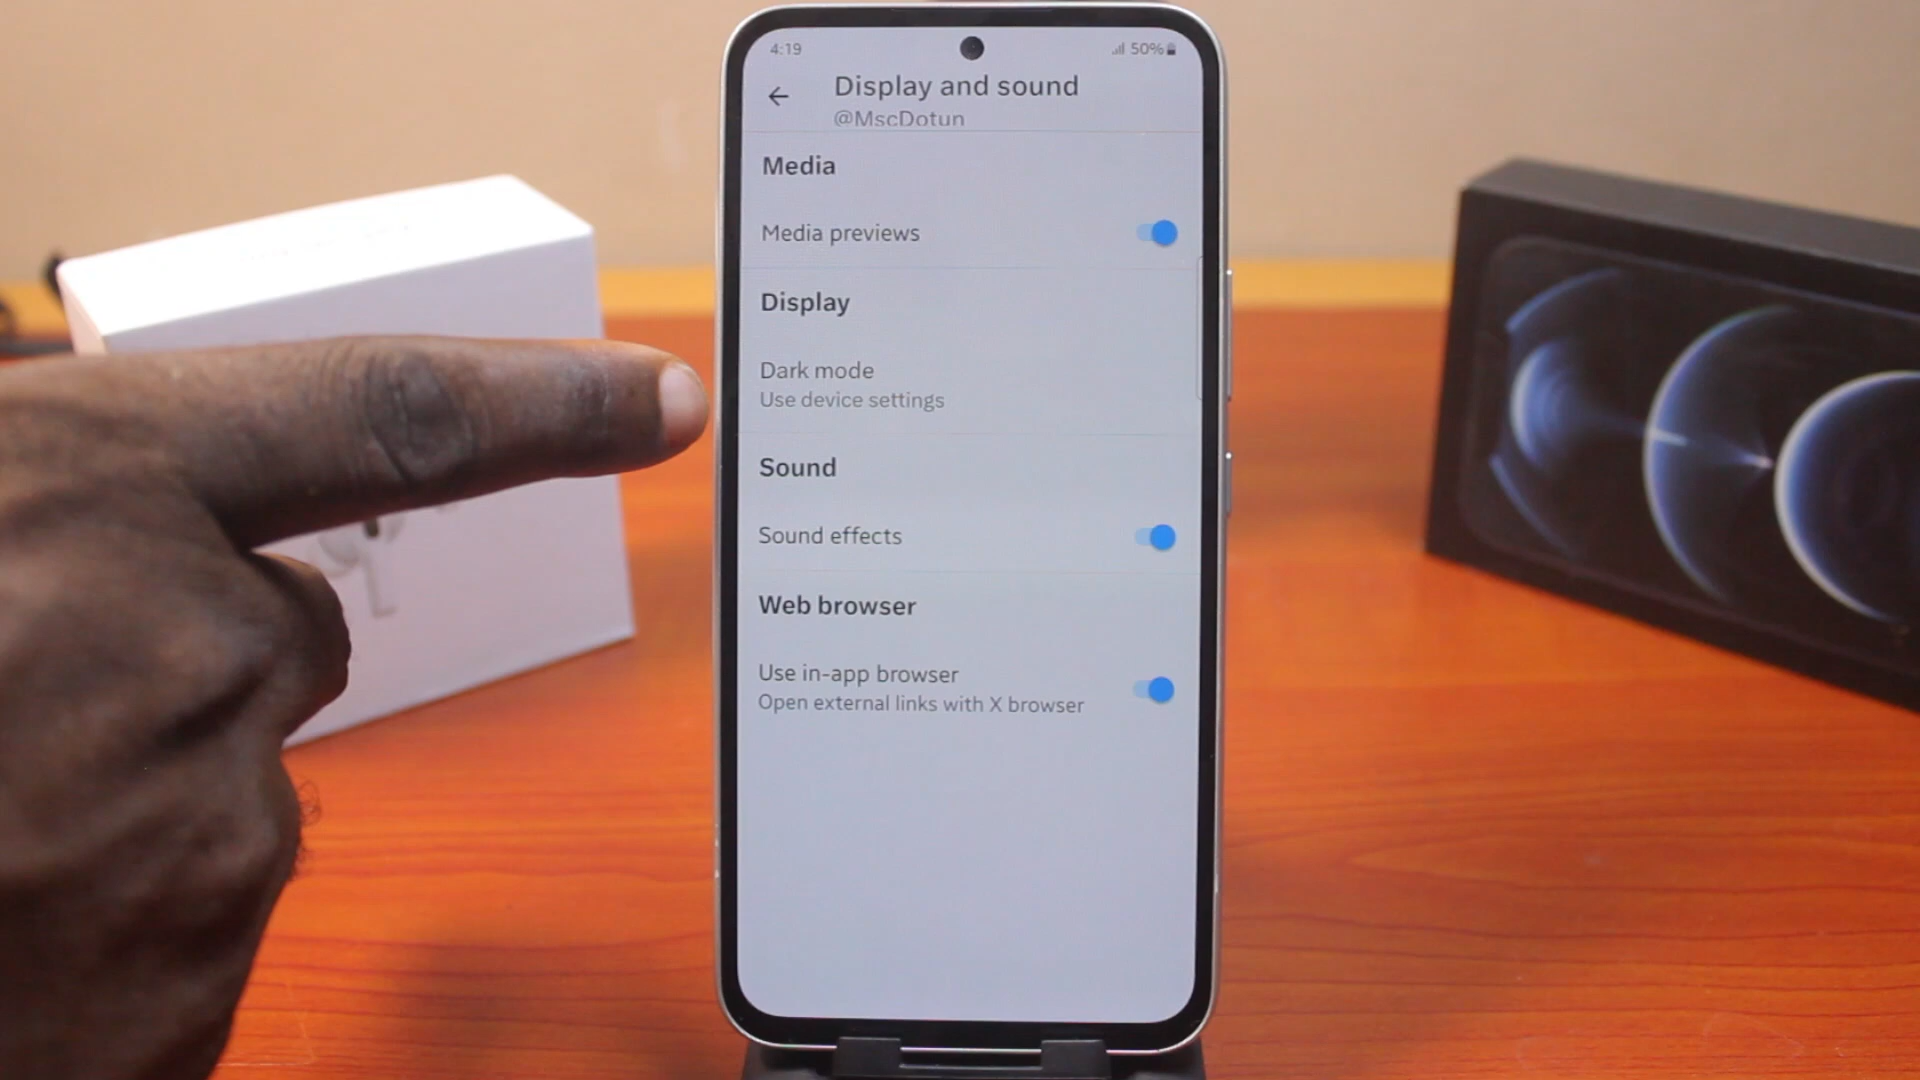 4:19
50%
Display and sound
@MscDotun
Media
Media previews
Display
Dark mode
Use device settings
Sound
Sound effects
Web browser
Use in-app browser
Open external links with X browser